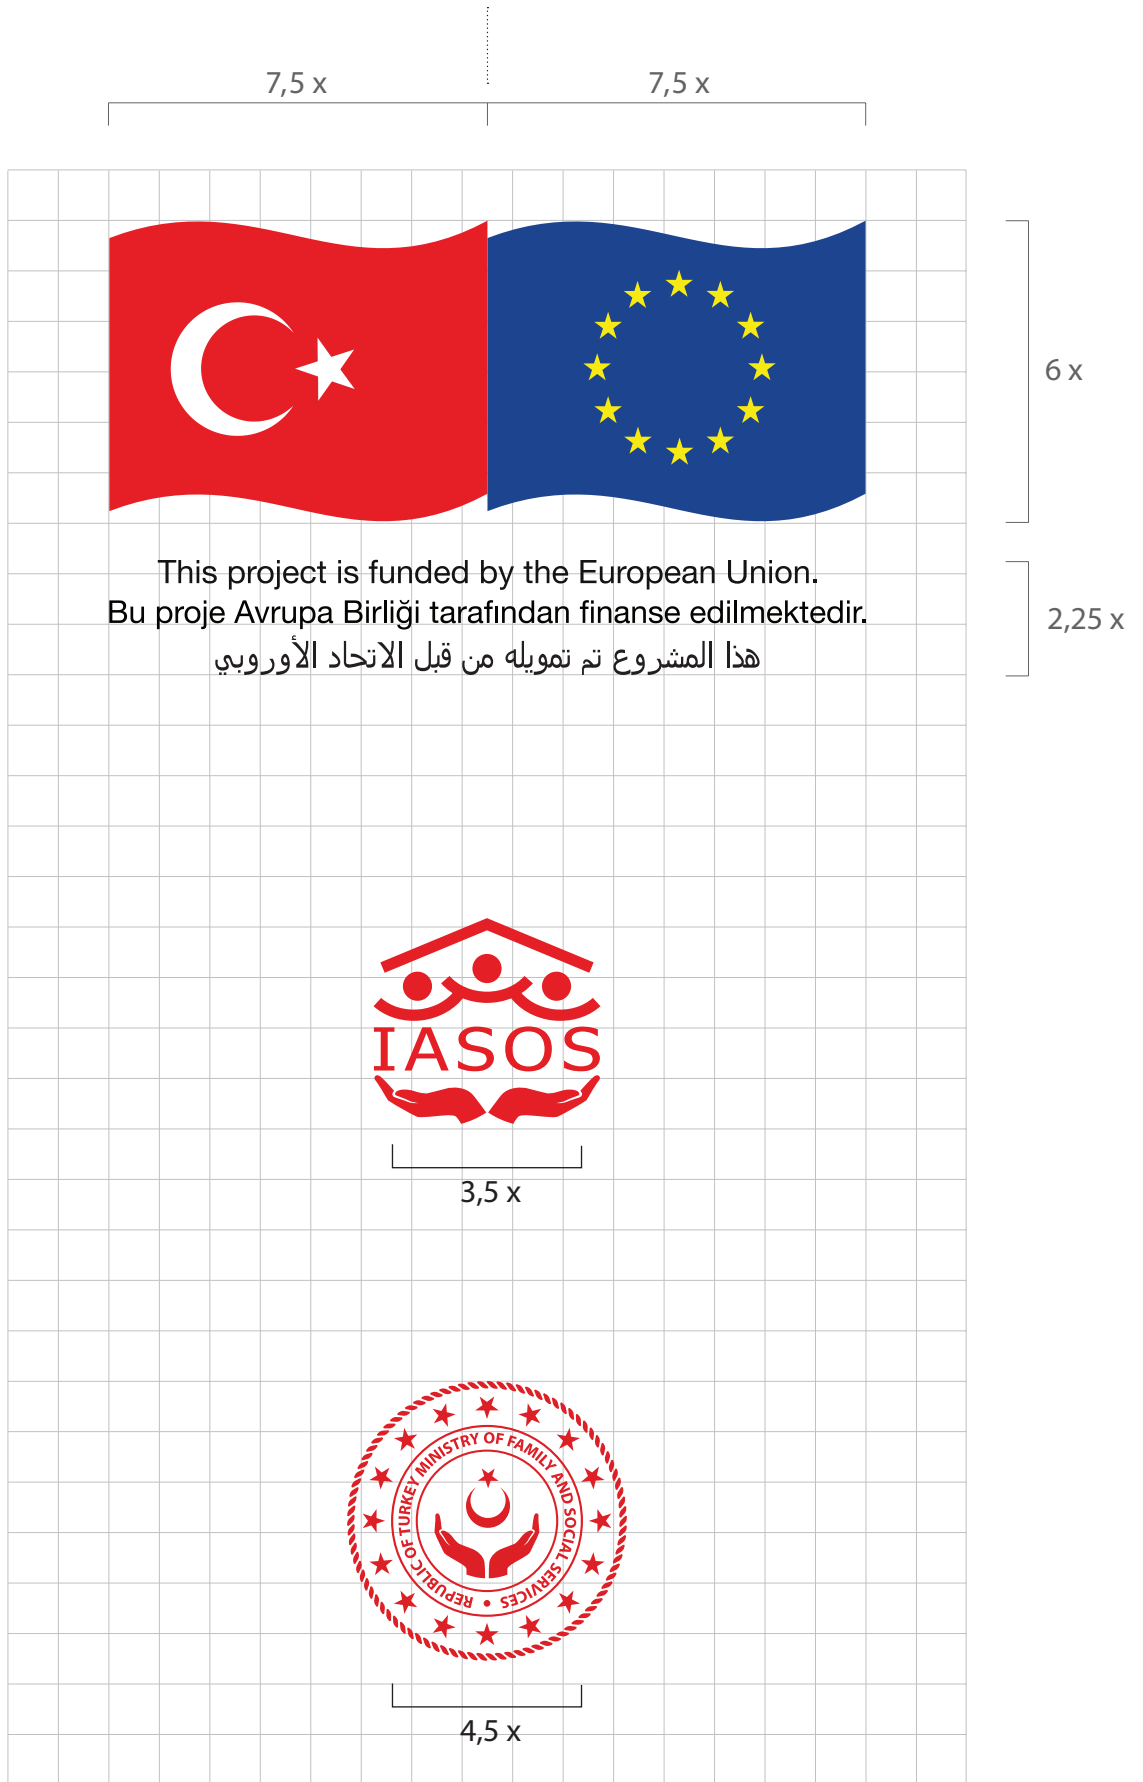 7,5 x
7,5 x
6 x
This project is funded by the European Union.
Bu proje Avrupa Birliği tarafından finanse edilmektedir.
هذا المشروع تم تمويله من قبل الاتحاد الأوروبي
2,25 x
IASOS
3,5 x
REPUBLIC OF TURKEY MINISTRY OF FAMILY AND SOCIAL SERVICES •
4,5 x